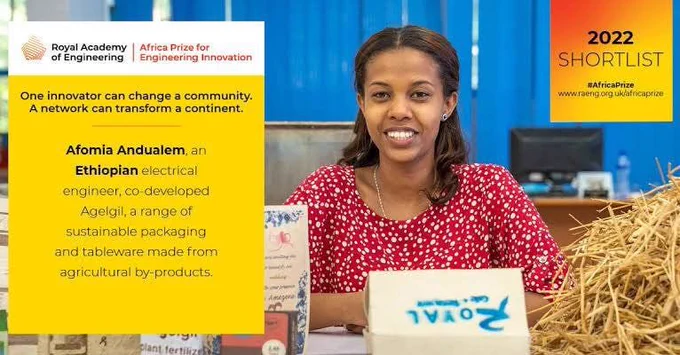 Royal Academy
of Engineering
Africa Prize for
Engineering Innovation
One innovator can change a community.
A network can transform a continent.
Afomia Andualem, an
Ethiopian electrical
engineer, co-developed
Agelgil, a range of
sustainable packaging
and tableware made from
agricultural by-products.
2022
SHORTLIST
#AfricaPrize
www.raeng.org.uk/africaprize
ROYAL
plant fertilizer